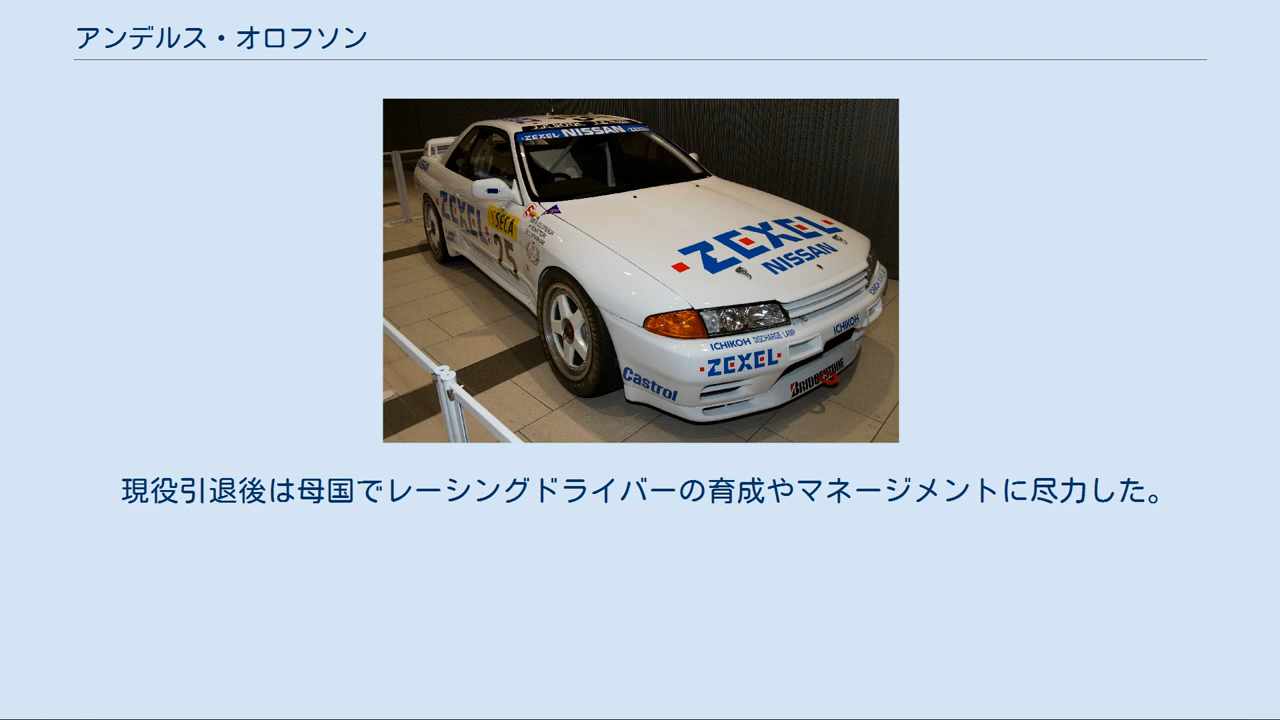 アンデルス・オロフソン
ZEXEL NISSAN ZEXEL
ZEXEL
SECA
25
ZEXEL
NISSAN
ICHIKOH DISCHARGE LAMP
ICHIKOH
ZEXEL
Castrol
BRIDGESTONE
現役引退後は母国でレーシングドライバーの育成やマネージメントに尽力した。